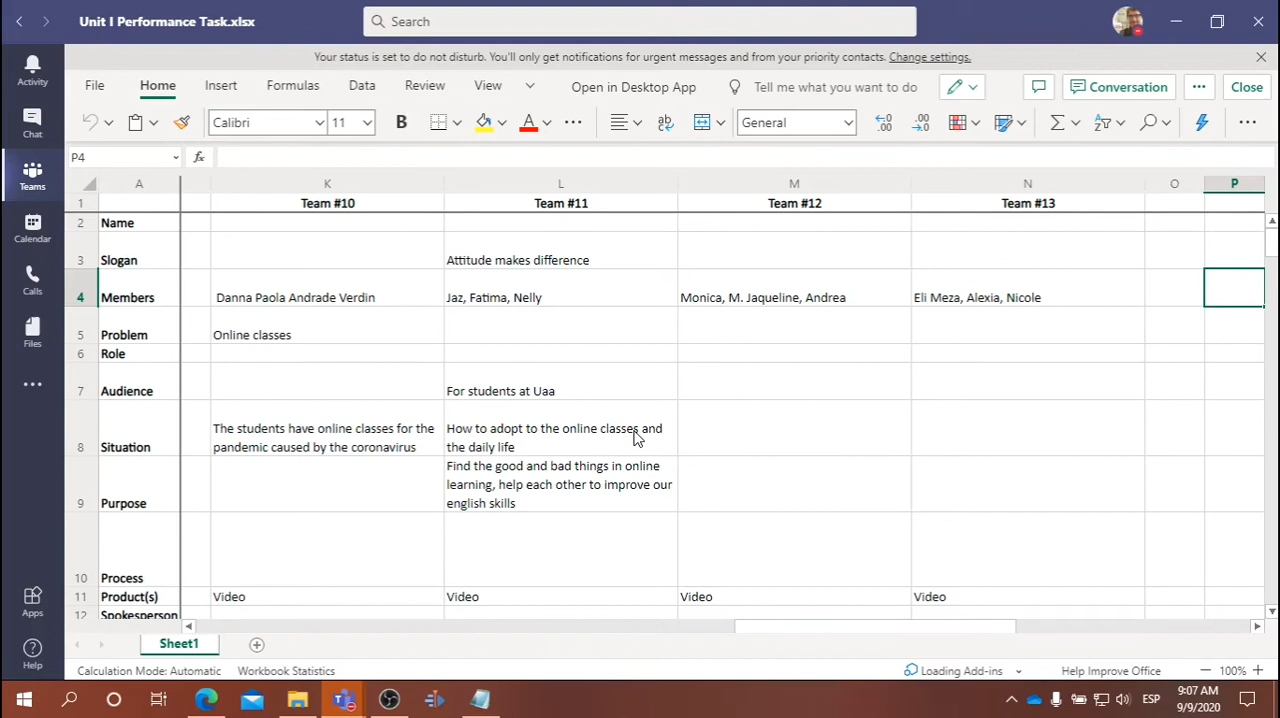 Unit I Performance Task.xlsx
Search
Your status is set to do not disturb. You'll only get notifications for urgent messages and from your priority contacts. Change settings.
Activity
Chat
Teams
Calendar
Calls
Files
Apps
Help
File Home Insert Formulas Data Review View Open in Desktop App Tell me what you want to do Conversation Close
Calibri 11 B A General
P4 fx
A K L M N O P
1 Team #10 Team #11 Team #12 Team #13
2 Name
3 Slogan Attitude makes difference
4 Members Danna Paola Andrade Verdin Jaz, Fatima, Nelly Monica, M. Jaqueline, Andrea Eli Meza, Alexia, Nicole
5 Problem Online classes
6 Role
7 Audience For students at Uaa
The students have online classes for the How to adopt to the online classes and
8 Situation pandemic caused by the coronavirus the daily life
Find the good and bad things in online
learning, help each other to improve our
9 Purpose english skills
10 Process
11 Product(s) Video Video Video Video
12 Spokesperson
Sheet1
Calculation Mode: Automatic Workbook Statistics Loading Add-ins Help Improve Office 100%
ESP
9:07 AM
9/9/2020